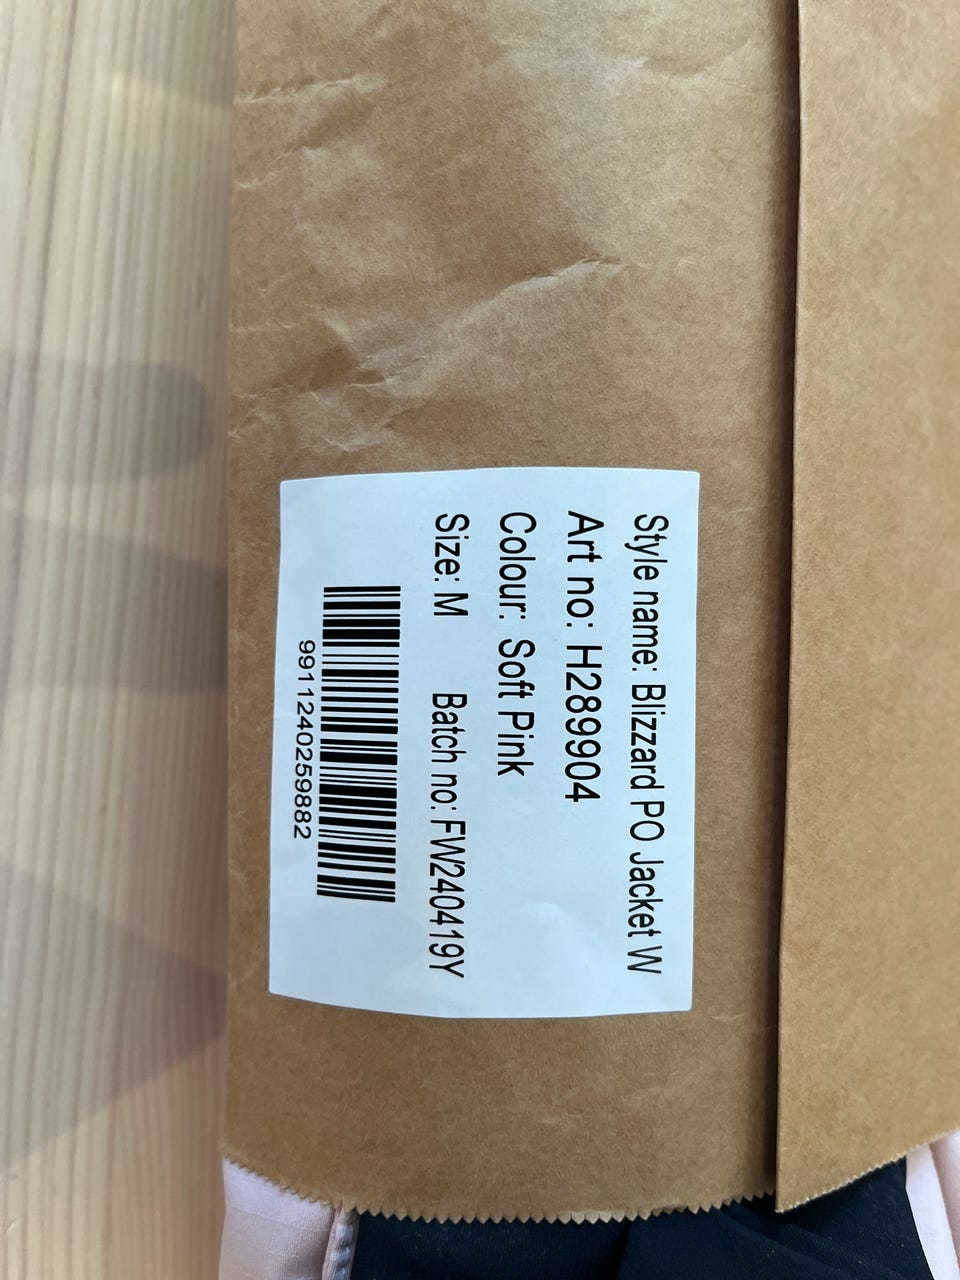 Style name: Blizzard PO Jacket W
Art no: H289904
Colour: Soft Pink
Size: M Batch no: FW240419Y
9911240259882